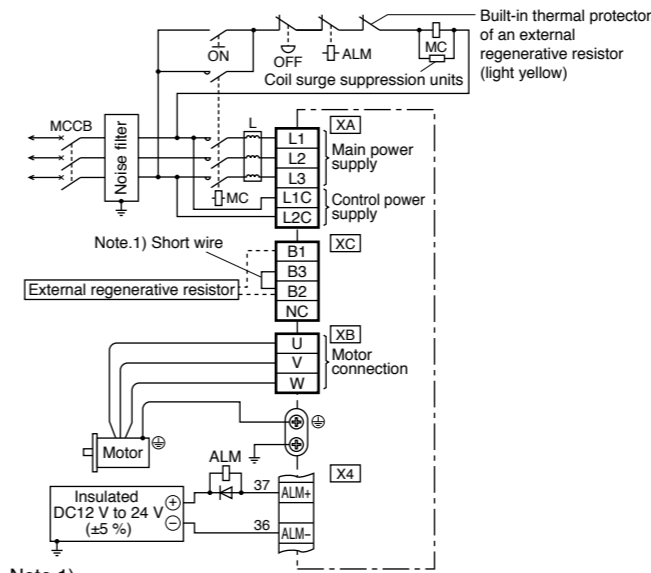 Built-in thermal protector
of an external
regenerative resistor
(light yellow)
ON
OFF
ALM
MC
Coil surge suppression units
MCCB
Noise filter
L
XA
L1
L2
L3
Main power
supply
MC
L1C
L2C
Control power
supply
Note.1) Short wire
XC
B1
B3
B2
NC
External regenerative resistor
XB
U
V
W
Motor
connection
Motor
ALM
X4
Insulated
DC12 V to 24 V
(±5 %)
+
−
37
ALM+
36
ALM−
Note.1)